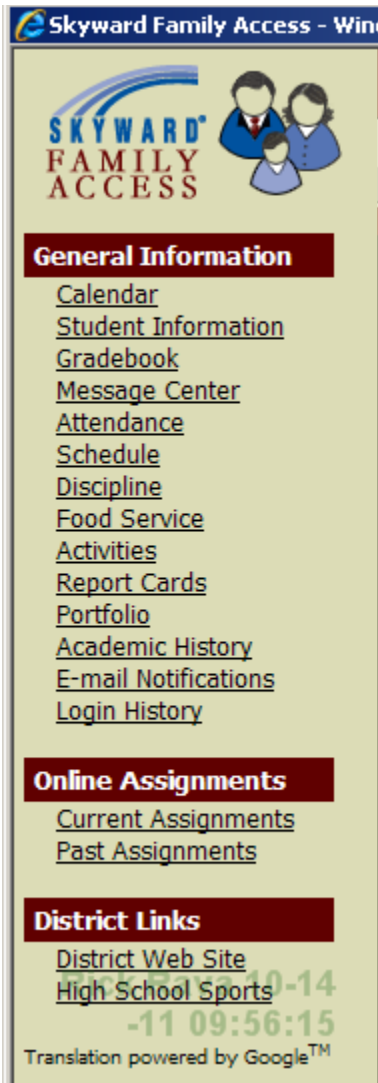 Skyward Family Access - Win
SKYWARD®
FAMILY
ACCESS
General Information
Calendar
Student Information
Gradebook
Message Center
Attendance
Schedule
Discipline
Food Service
Activities
Report Cards
Portfolio
Academic History
E-mail Notifications
Login History
Online Assignments
Current Assignments
Past Assignments
District Links
District Web Site
10-14
High School Sports
-11 09:56:15
Translation powered by Google™